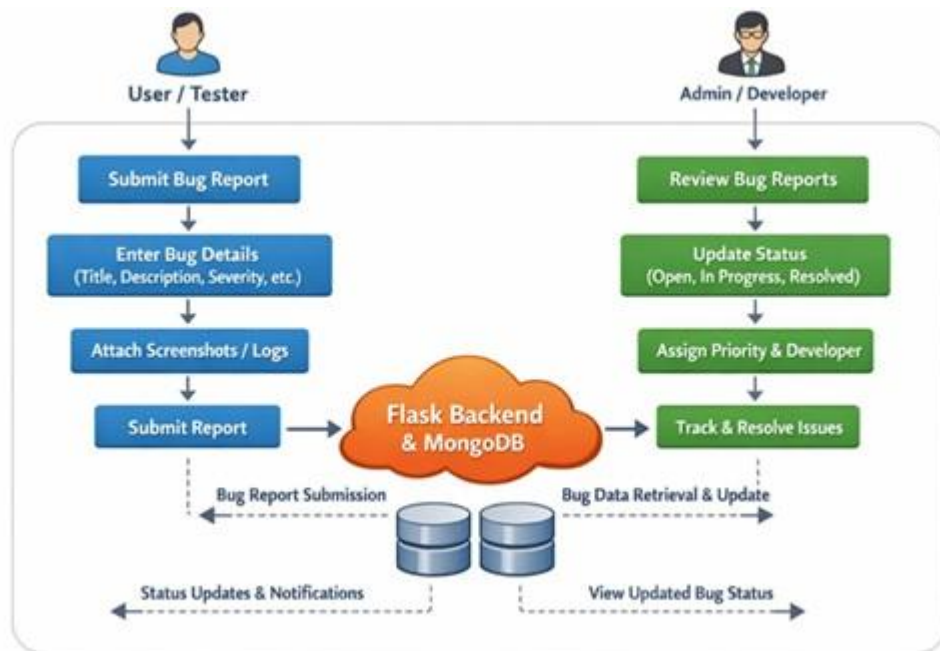 User / Tester
Admin / Developer
Submit Bug Report
Review Bug Reports
Enter Bug Details
(Title, Description, Severity, etc.)
Update Status
(Open, In Progress, Resolved)
Attach Screenshots / Logs
Assign Priority & Developer
Submit Report
Flask Backend
& MongoDB
Track & Resolve Issues
Bug Report Submission
Bug Data Retrieval & Update
Status Updates & Notifications
View Updated Bug Status